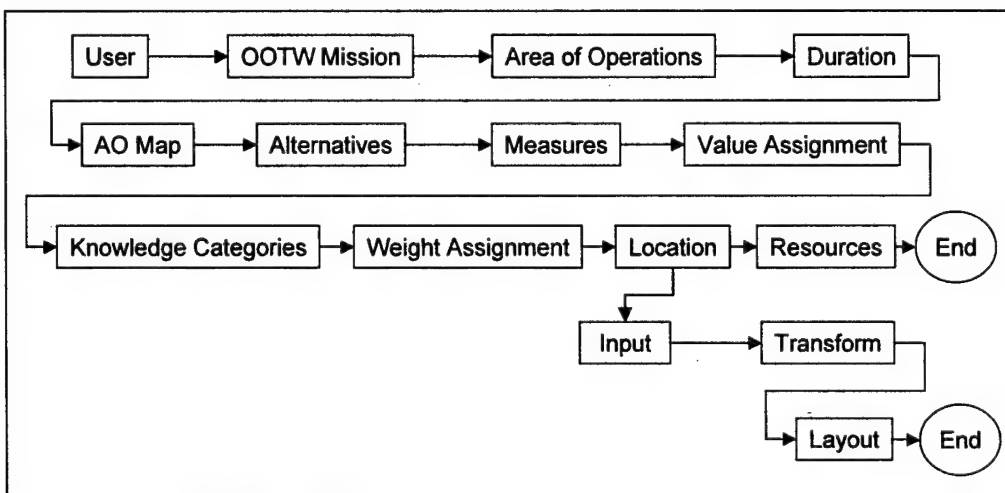 User OOTW Mission Area of Operations Duration
AO Map Alternatives Measures Value Assignment
Knowledge Categories Weight Assignment Location Resources End
Input Transform
Layout End